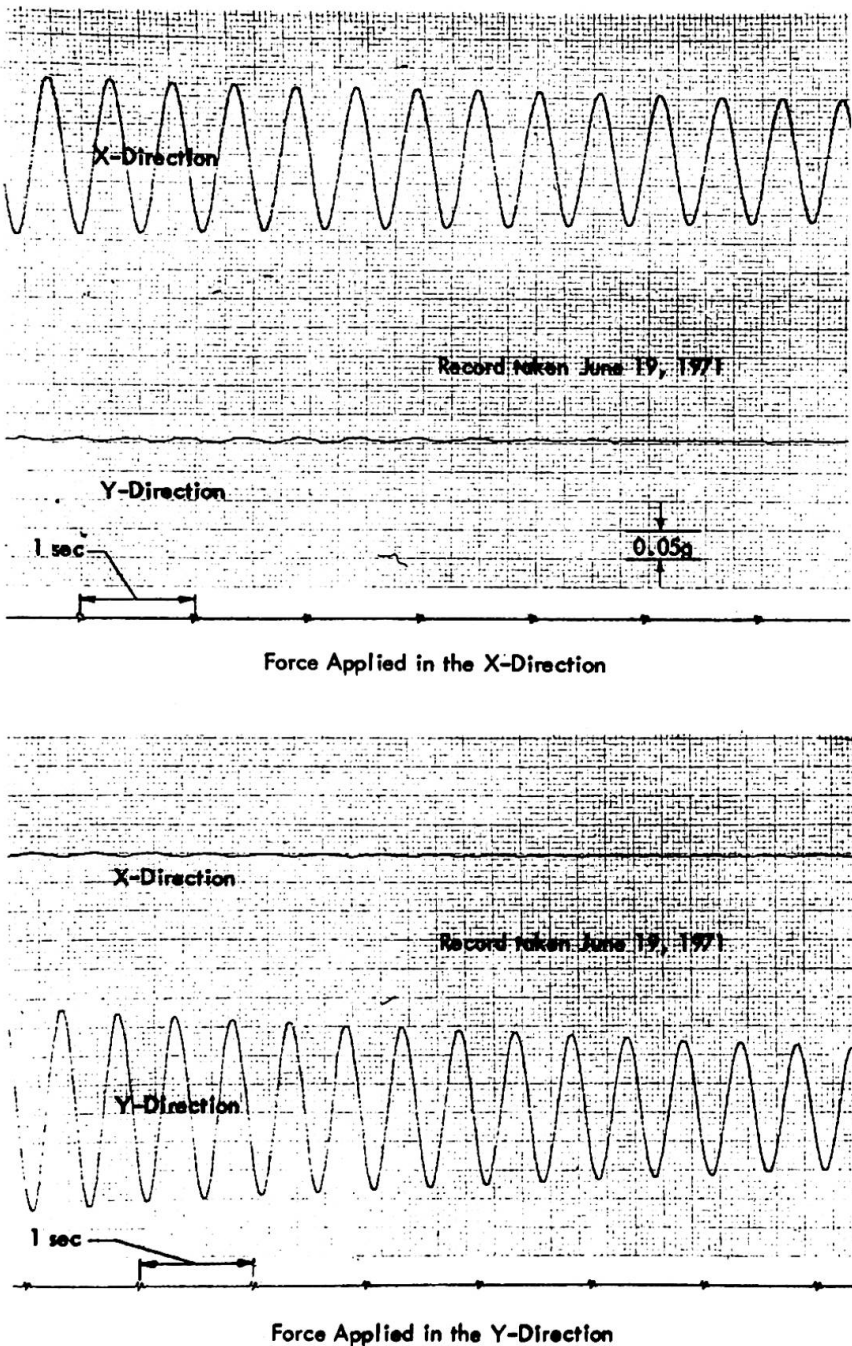 X-Direction
Record taken June 19, 1971
Y-Direction
1 sec
0.05g
Force Applied in the X-Direction
X-Direction
Record taken June 19, 1971
Y-Direction
1 sec
Force Applied in the Y-Direction